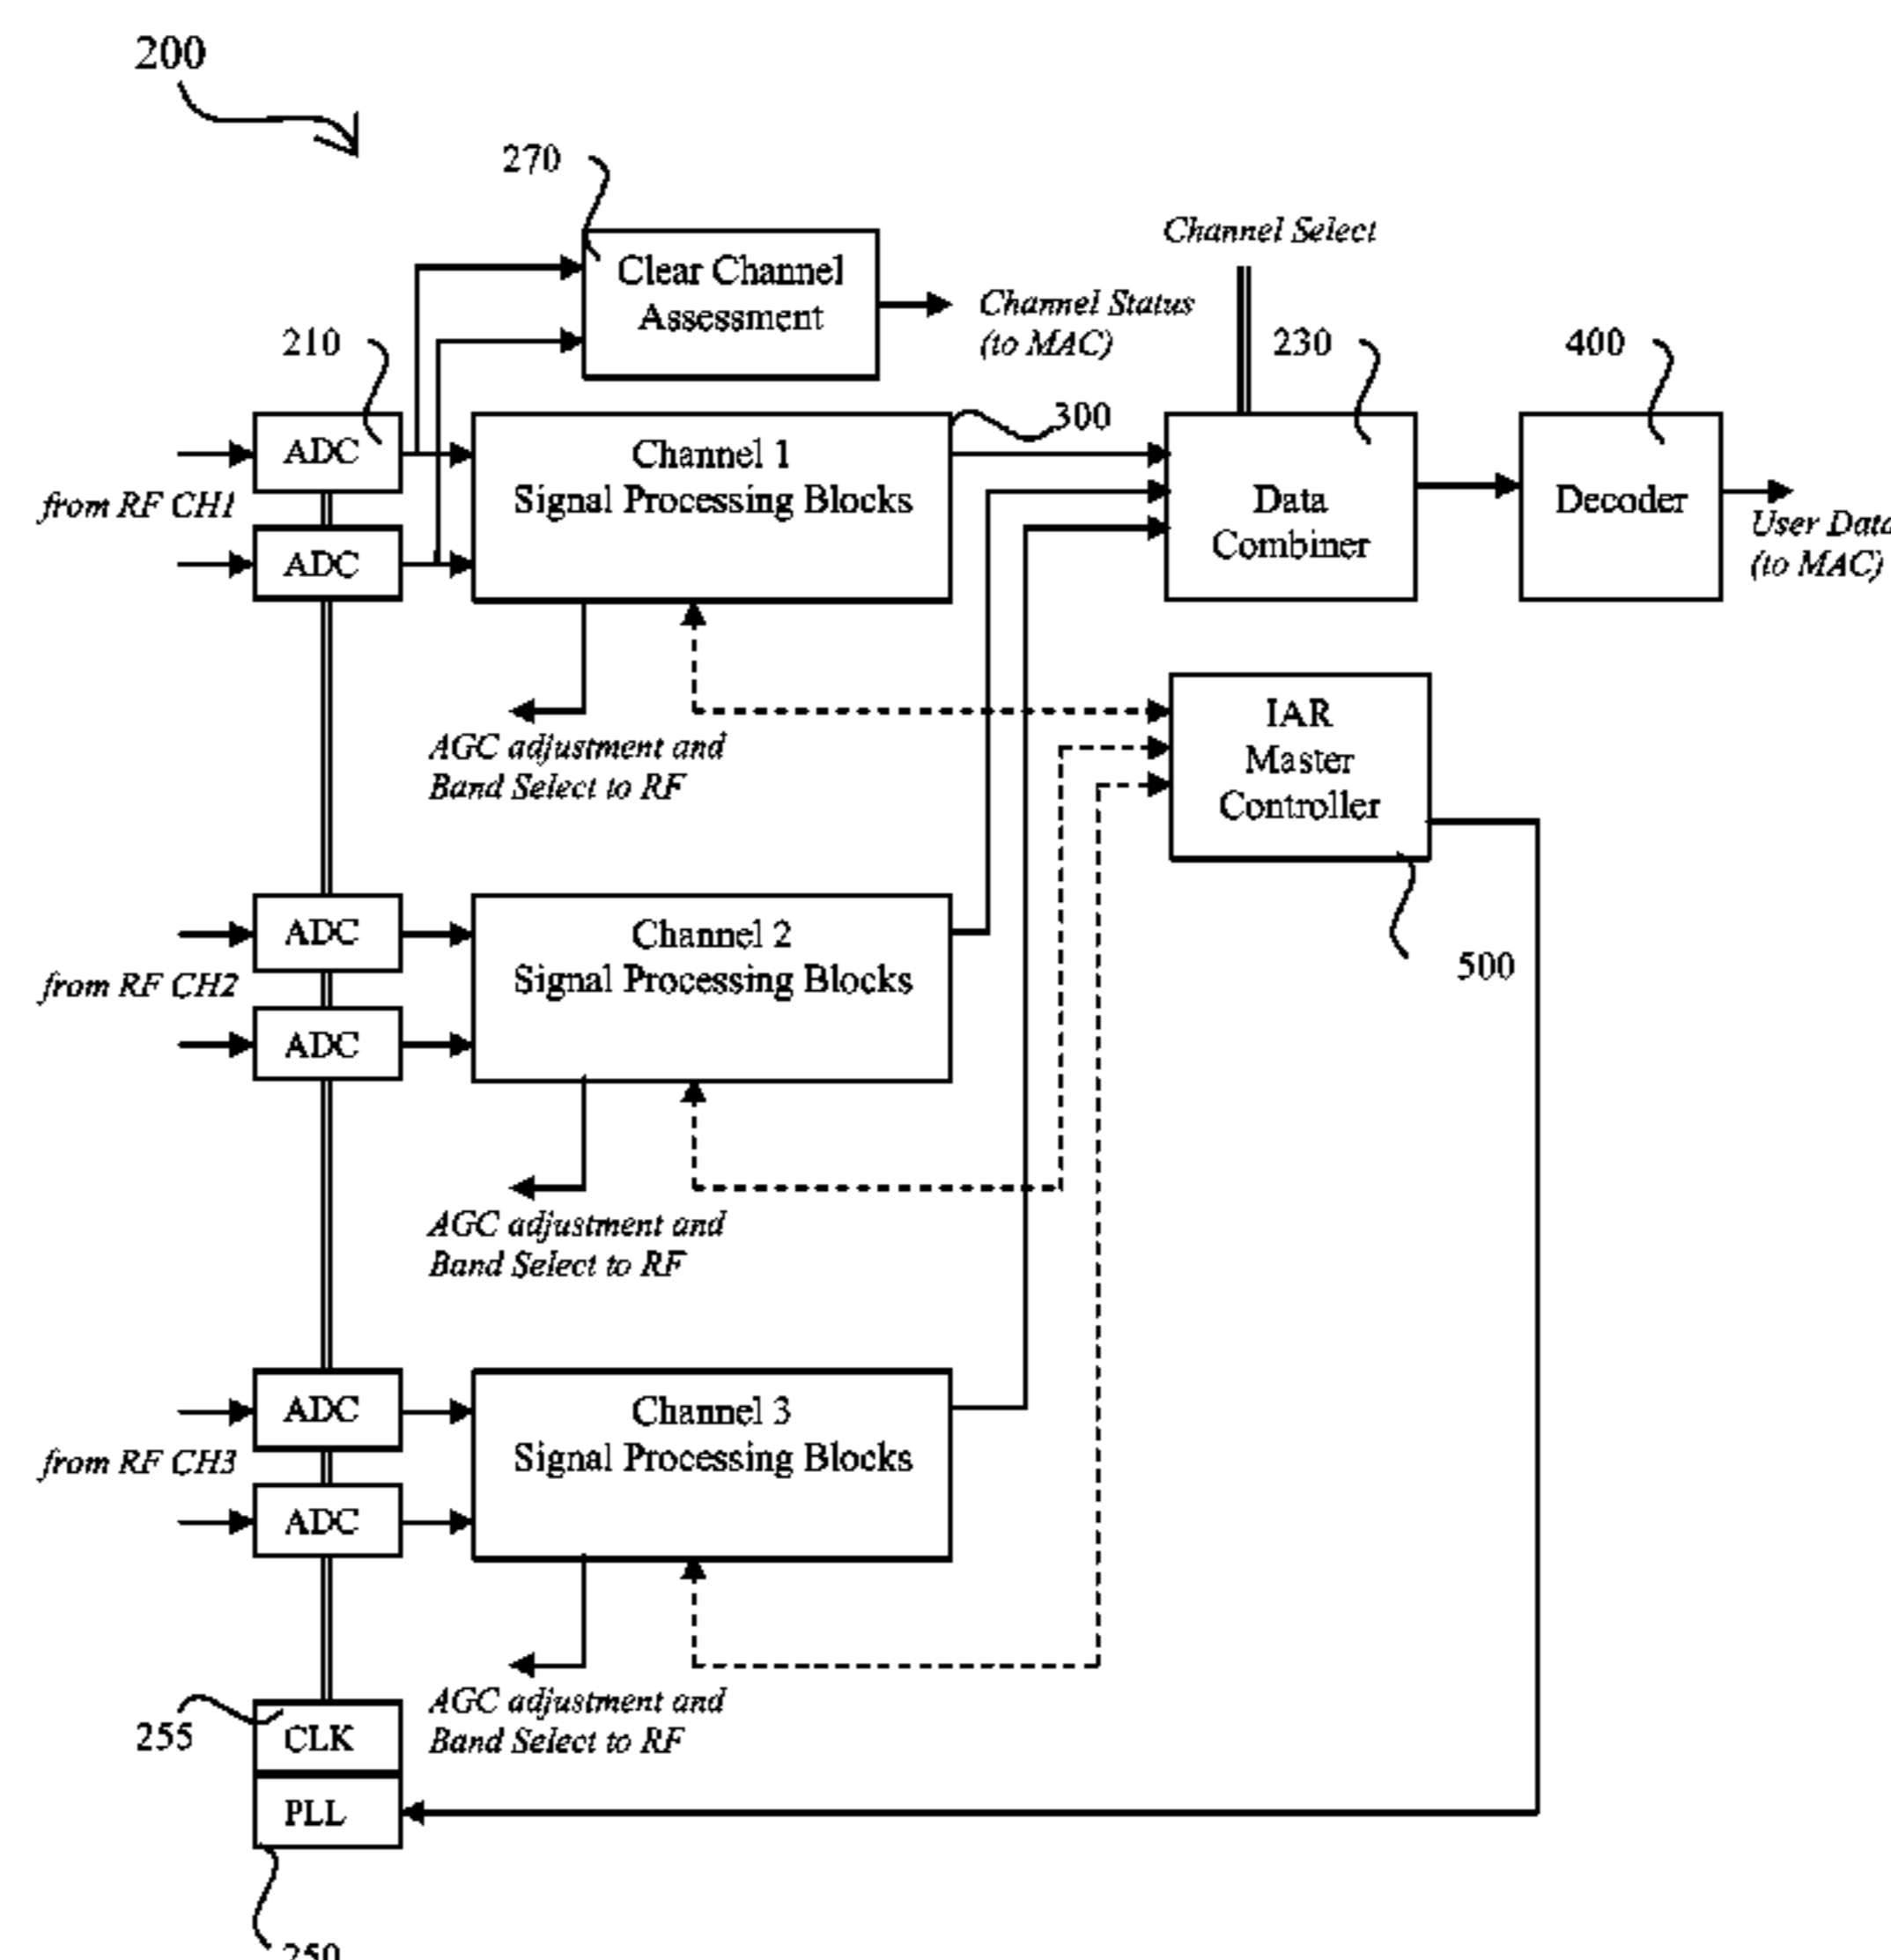 200
270
Clear Channel
Assessment
Channel Select
Channel Status
(to MAC)
210
230
400
300
ADC
Channel 1
Signal Processing Blocks
from RF CH1
ADC
Data
Combiner
Decoder
User Data
(to MAC)
AGC adjustment and
Band Select to RF
IAR
Master
Controller
500
ADC
Channel 2
Signal Processing Blocks
from RF CH2
ADC
AGC adjustment and
Band Select to RF
ADC
Channel 3
Signal Processing Blocks
from RF CH3
ADC
AGC adjustment and
Band Select to RF
255
CLK
PLL
250